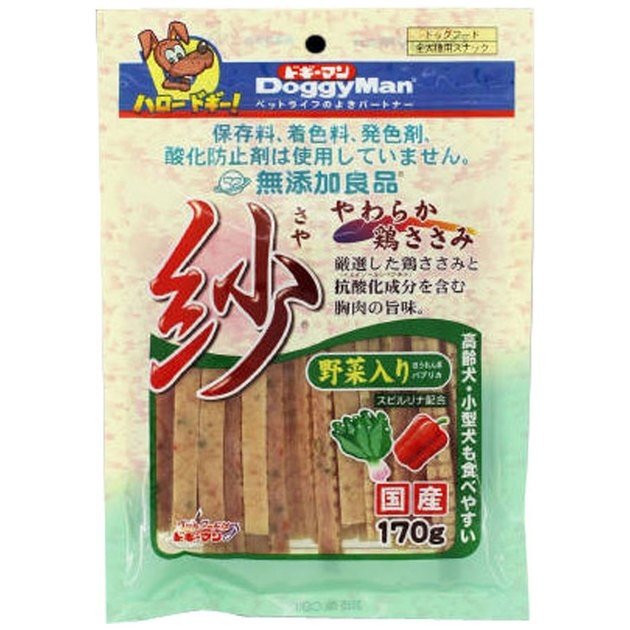 ドッグフード
全犬種用スナック
ハロードギー!
ドギーマン
DoggyMan®
ペットライフのよきパートナー
保存料、着色料、発色剤、
酸化防止剤は使用していません。
無添加良品®
紗
さや
やわらか
鶏ささみ
厳選した鶏ささみと
抗酸化成分を含む
胸肉の旨味。
野菜入り
ほうれん草
パプリカ
スピルリナ配合
高齢犬・小型犬も食べやすい
国産
170g
ドギーマン